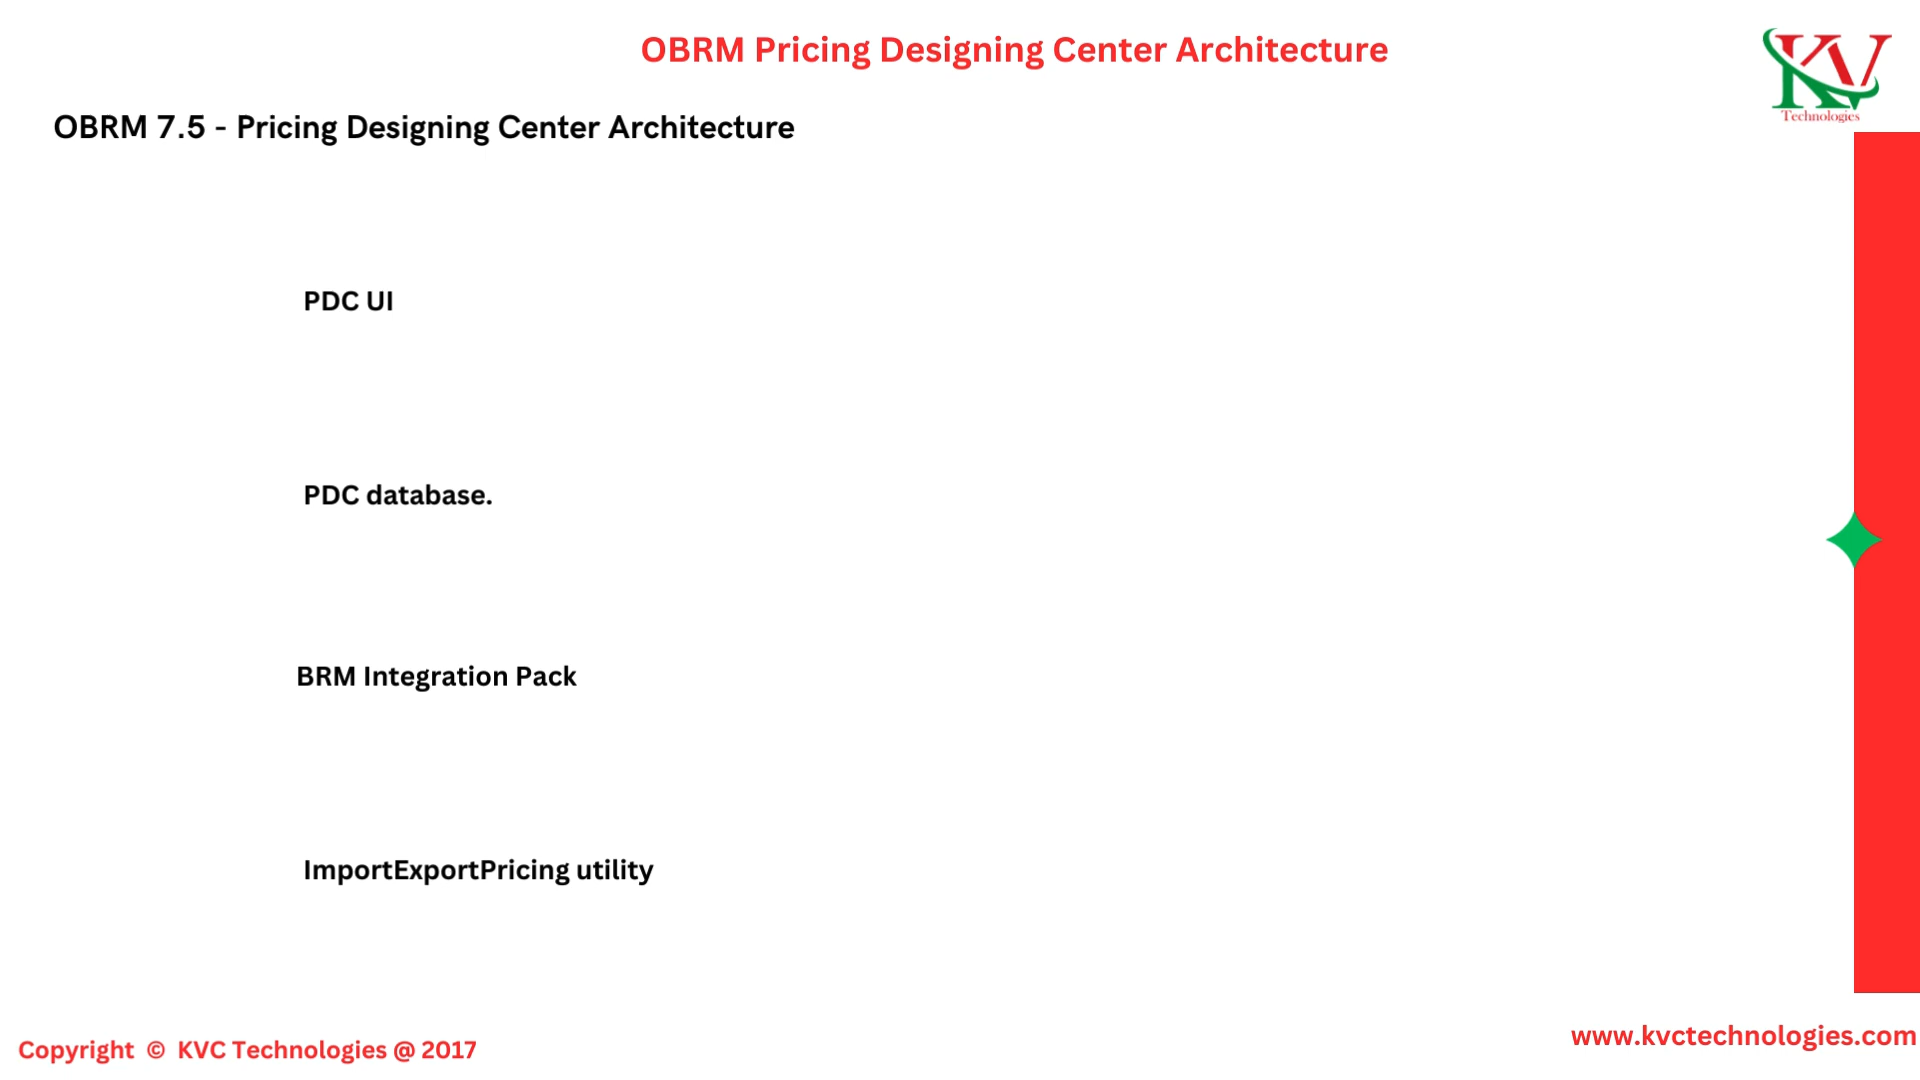 OBRM Pricing Designing Center Architecture
KV
Technologies
OBRM 7.5 - Pricing Designing Center Architecture
PDC UI
PDC database.
BRM Integration Pack
ImportExportPricing utility
Copyright © KVC Technologies @ 2017
www.kvctechnologies.com